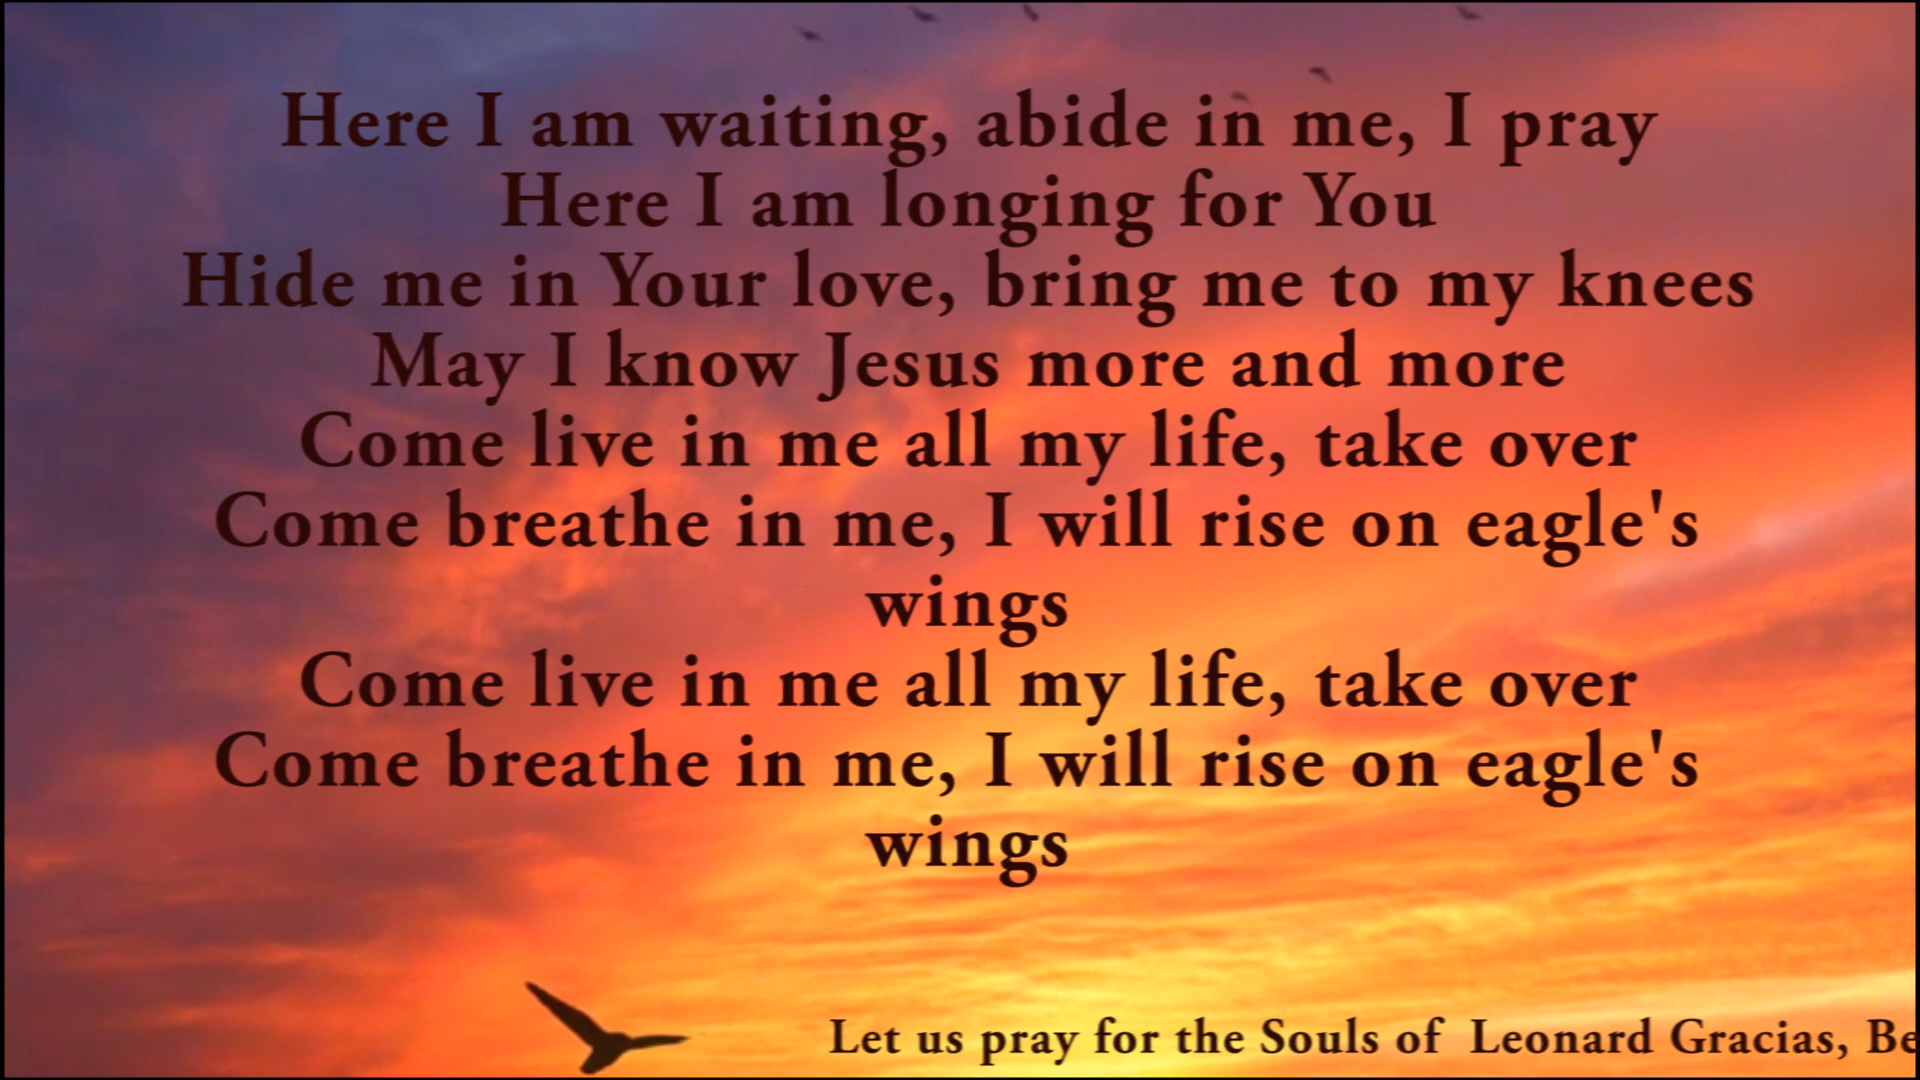 Here I am waiting, abide in me, I pray
Here I am longing for You
Hide me in Your love, bring me to my knees
May I know Jesus more and more
Come live in me all my life, take over
Come breathe in me, I will rise on eagle's
wings
Come live in me all my life, take over
Come breathe in me, I will rise on eagle's
wings
Let us pray for the Souls of Leonard Gracias,